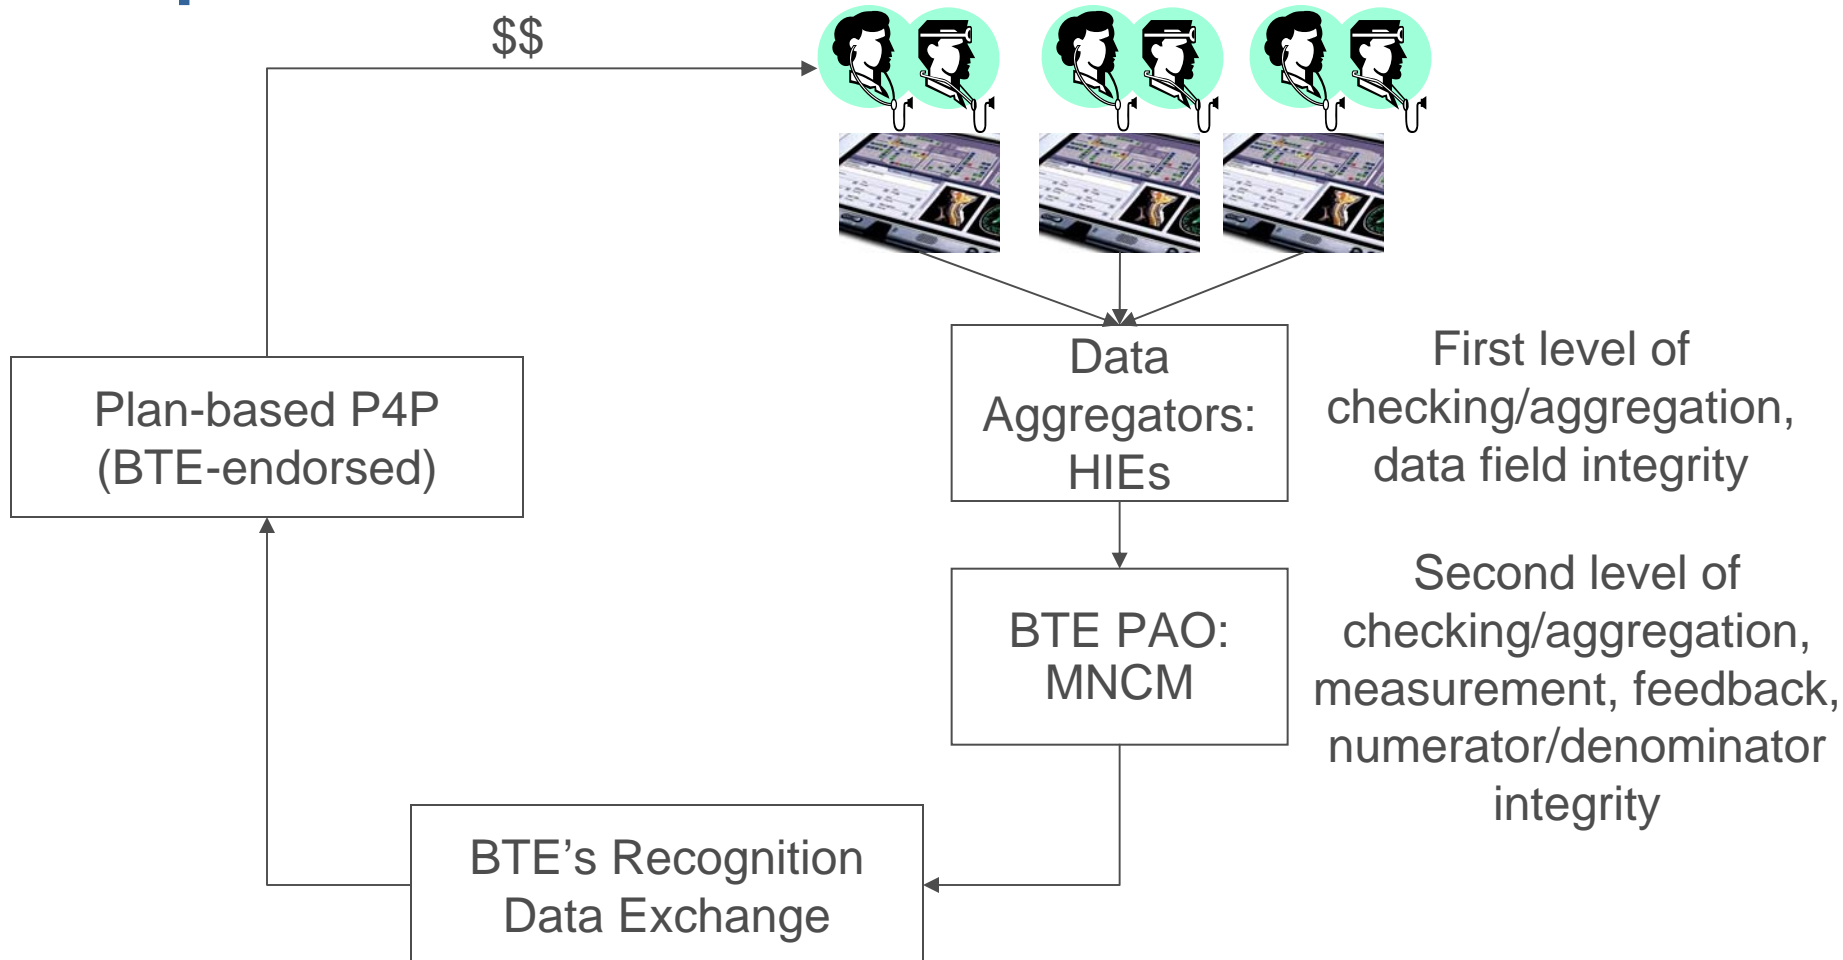 $$
Data
Aggregators:
HIEs
First level of
checking/aggregation,
data field integrity
Plan-based P4P
(BTE-endorsed)
BTE PAO:
MNCM
Second level of
checking/aggregation,
measurement, feedback,
numerator/denominator
integrity
BTE’s Recognition
Data Exchange